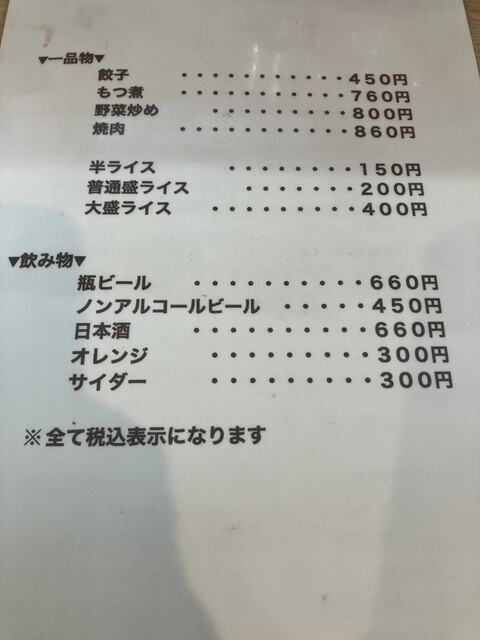 ▼一品物▼
餃子 ・・・・・・・・・・450円
もつ煮 ・・・・・・・・・・760円
野菜炒め ・・・・・・・・800円
焼肉 ・・・・・・・・・・860円
半ライス ・・・・・・・・150円
普通盛ライス ・・・・・・・200円
大盛ライス ・・・・・・・・・400円
▼飲み物▼
瓶ビール ・・・・・・・・・・660円
ノンアルコールビール ・・・・・450円
日本酒 ・・・・・・・・・・660円
オレンジ ・・・・・・・・・・300円
サイダー ・・・・・・・・・・300円
※全て税込表示になります